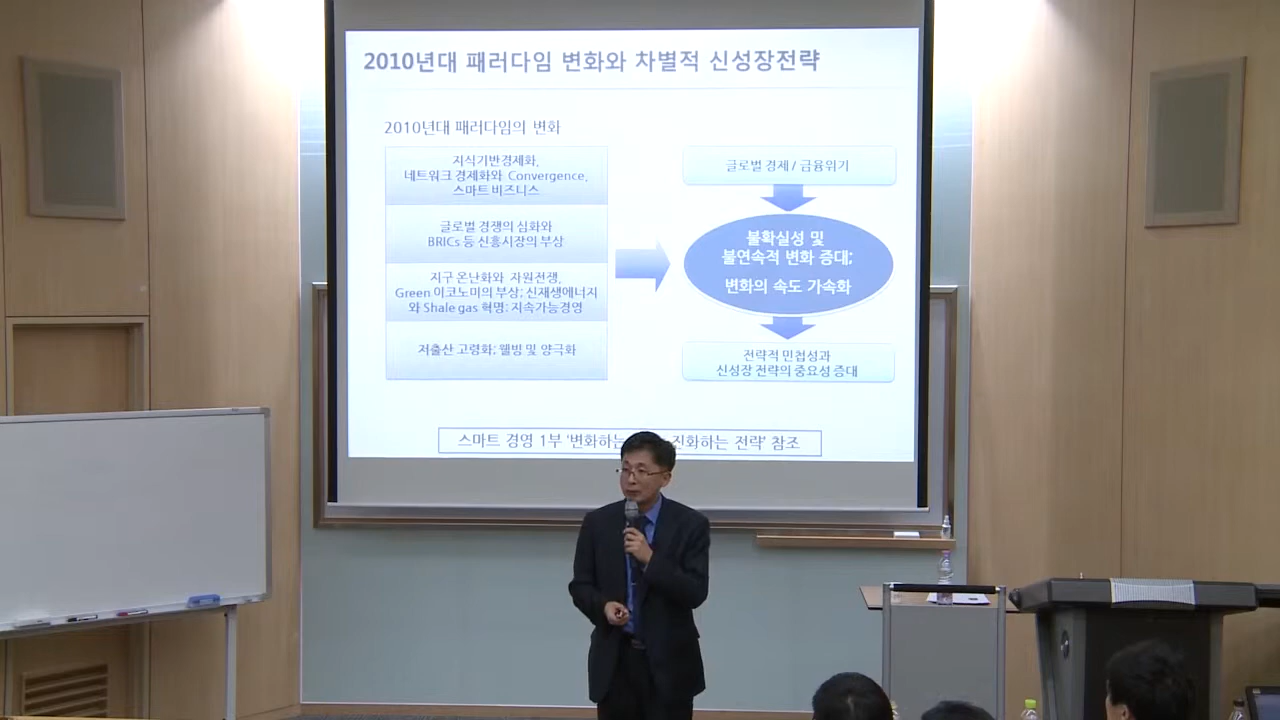 2010년대 패러다임 변화와 차별적 신성장전략
2010년대 패러다임의 변화
지식기반경제화,
네트워크 경제화와 Convergence,
스마트 비즈니스
글로벌 경쟁의 심화와
BRICs 등 신흥시장의 부상
지구 온난화와 자원전쟁,
Green 이코노미의 부상; 신재생에너지
와 Shale gas 혁명; 지속가능경영
저출산 고령화; 웰빙 및 양극화
글로벌 경제 / 금융위기
불확실성 및
불연속적 변화 증대;
변화의 속도 가속화
전략적 민첩성과
신성장 전략의 중요성 증대
스마트 경영 1부 '변화하는 진화하는 전략' 참조